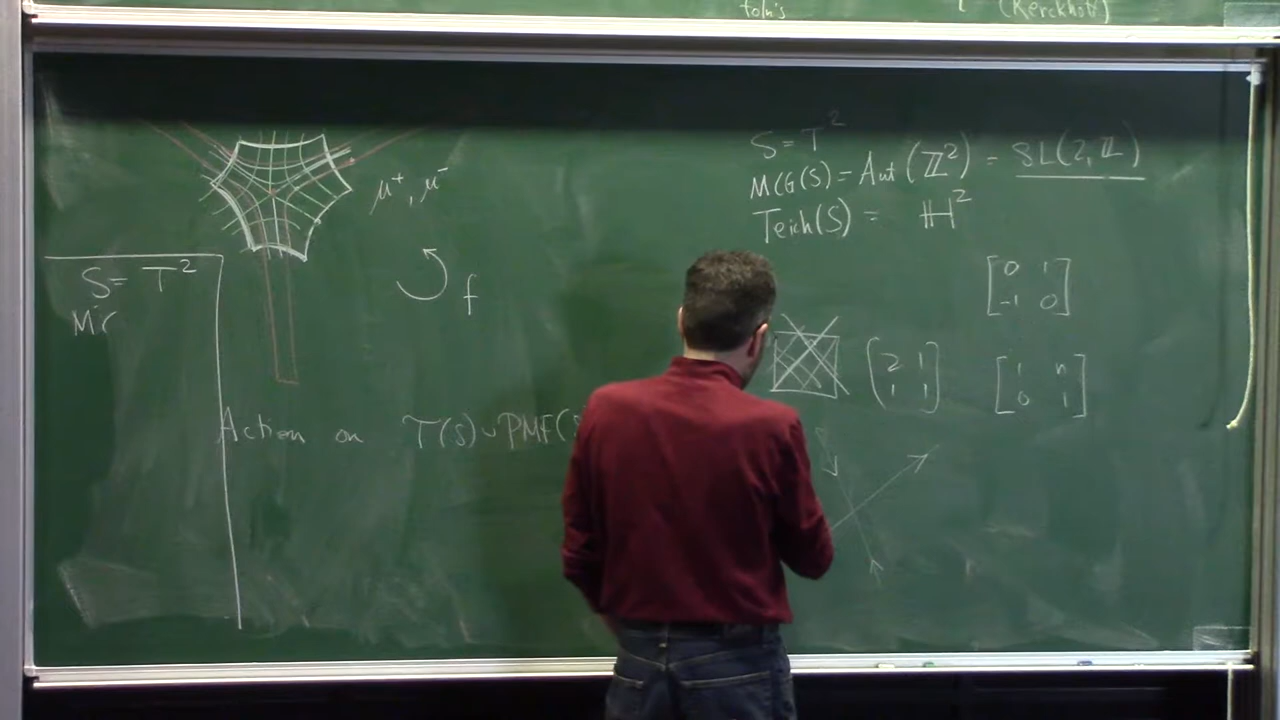 (Kerckhoff)
μ⁺, μ⁻
S = T²
f
Action on T(S) ∪ PMF(S
S = T²
MCG(S) = Aut(ℤ²) = SL(2,ℤ)
Teich(S) = ℍ²
[0 1
-1 0]
(2 1
1 1)
[1 n
0 1]